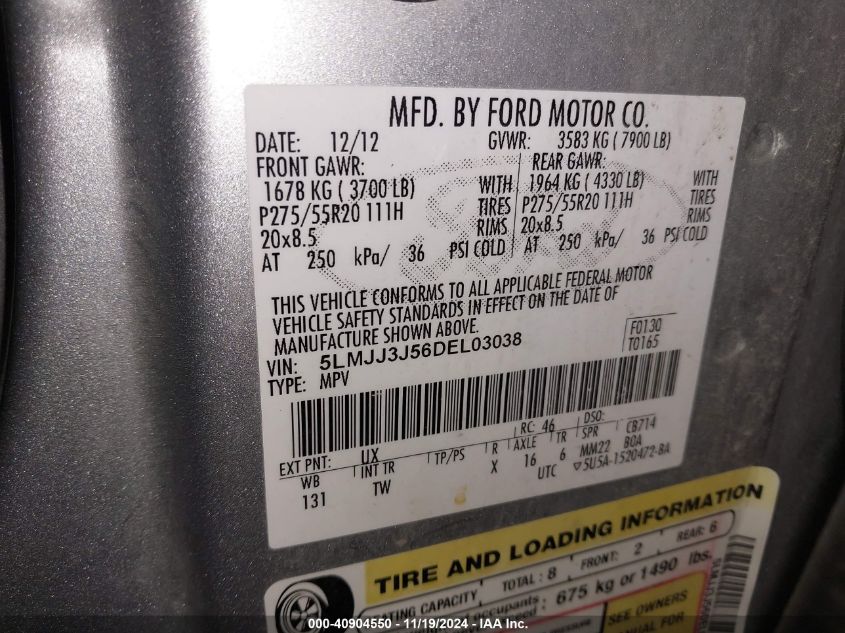 MFD. BY FORD MOTOR CO.
DATE: 12/12 GVWR: 3583 KG ( 7900 LB)
FRONT GAWR: REAR GAWR:
1678 KG ( 3700 LB) WITH 1964 KG ( 4330 LB) WITH
P275/55R20 111H TIRES P275/55R20 111H TIRES
20x8.5 RIMS 20x8.5 RIMS
AT 250 kPa/ 36 PSI COLD AT 250 kPa/ 36 PSI COLD
THIS VEHICLE CONFORMS TO ALL APPLICABLE FEDERAL MOTOR
VEHICLE SAFETY STANDARDS IN EFFECT ON THE DATE OF
MANUFACTURE SHOWN ABOVE.
VIN: 5LMJJ3J56DEL03038 F0130
TYPE: MPV T0165
RC: 46 DSO:
EXT PNT: UX CB714
WB INT TR TP/PS R AXLE TR SPR BOA
131 TW X 16 6 MM22
UTC 5U5A-1520472-BA
TIRE AND LOADING INFORMATION
SEATING CAPACITY TOTAL : 8 FRONT: 2 REAR: 6
675 kg or 1490 lbs.
SEE OWNERS
MANUAL FOR
000-40904550 - 11/19/2024 - IAA Inc.